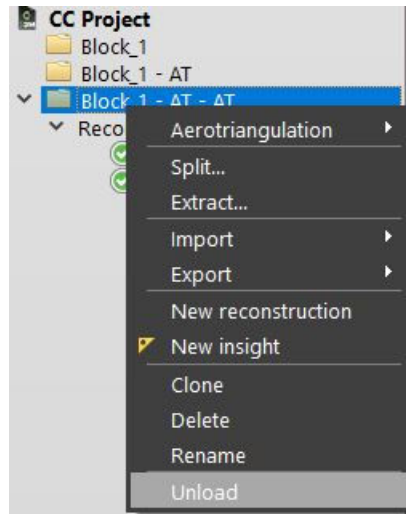 CC Project
Block_1
Block_1 - AT
Block_1 - AT - AT
Reco
Aerotriangulation
Split...
Extract...
Import
Export
New reconstruction
New insight
Clone
Delete
Rename
Unload